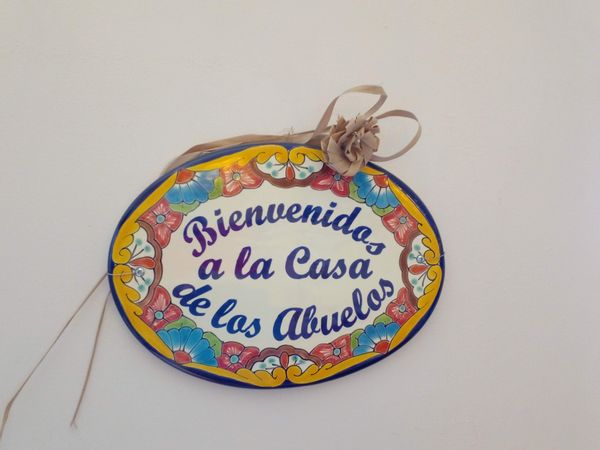 Bienvenidos
a la Casa
de los Abuelos